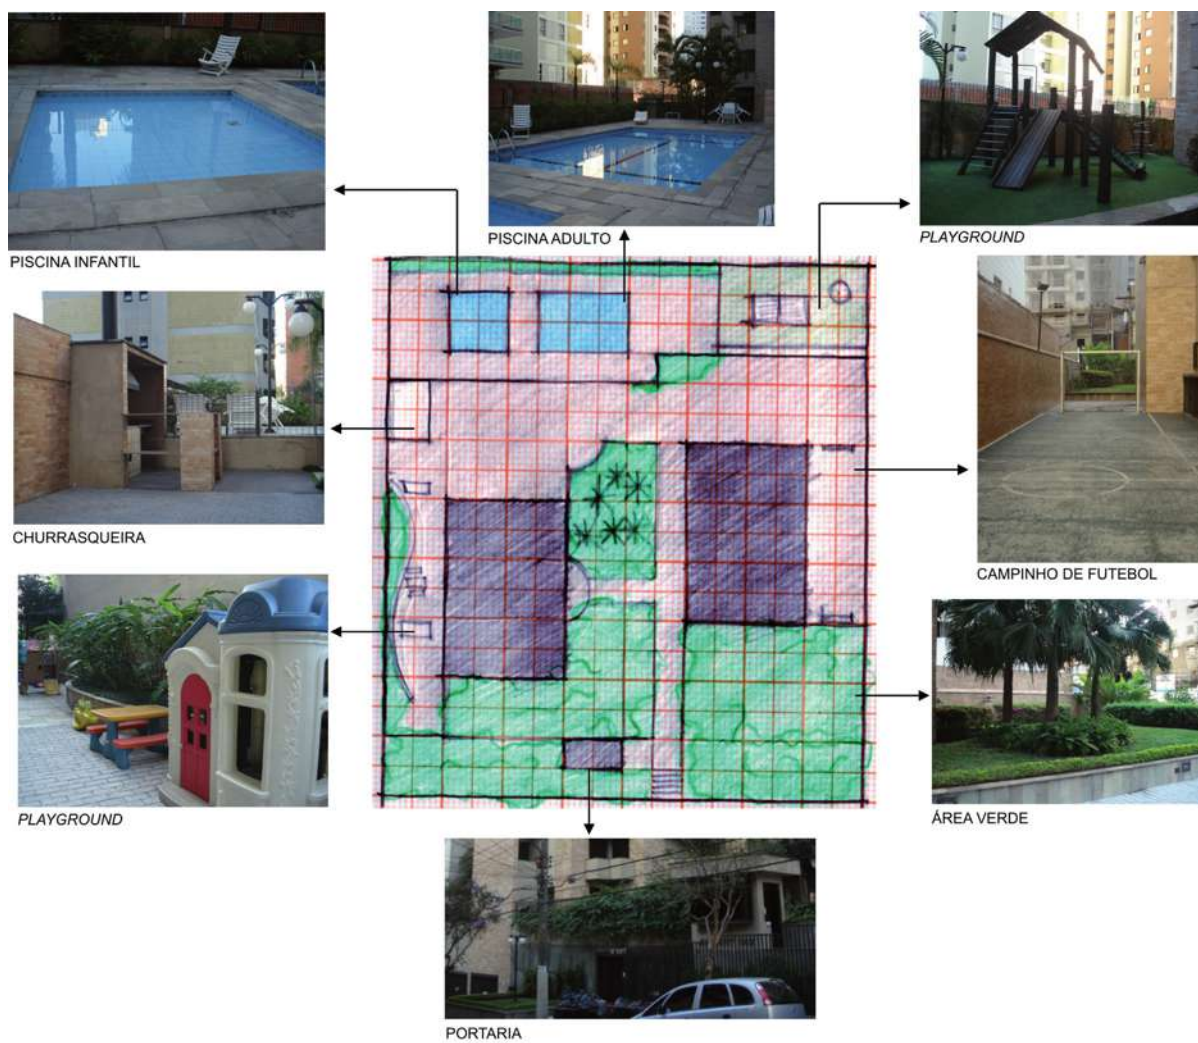 PISCINA INFANTIL
PISCINA ADULTO
PLAYGROUND
CHURRASQUEIRA
CAMPINHO DE FUTEBOL
PLAYGROUND
ÁREA VERDE
PORTARIA